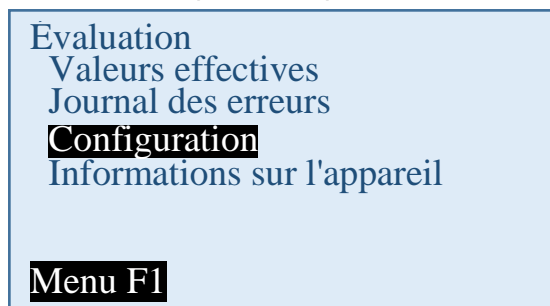 Évaluation
Valeurs effectives
Journal des erreurs
Configuration
Informations sur l'appareil
Menu F1